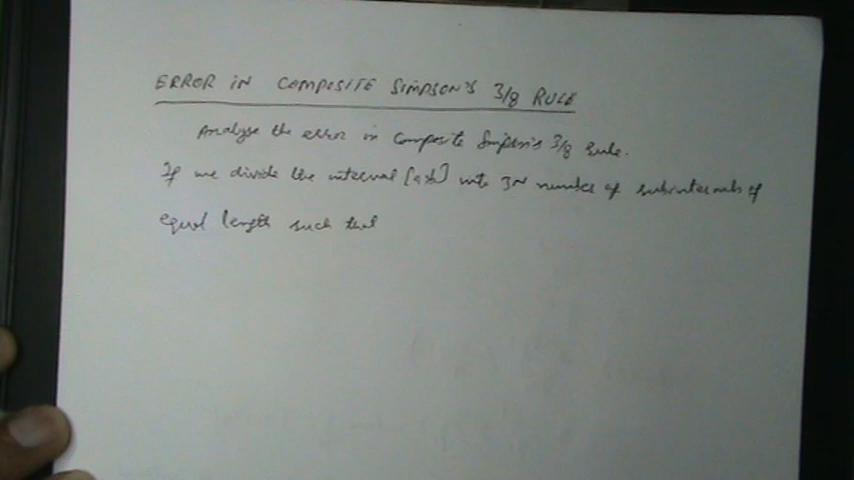 ERROR IN COMPOSITE SIMPSON'S 3/8 RULE
Analyse the error in Composite Simpson's 3/8 Rule.
If we divide the interval [a,b] into 3N number of subintervals of
equal length such that